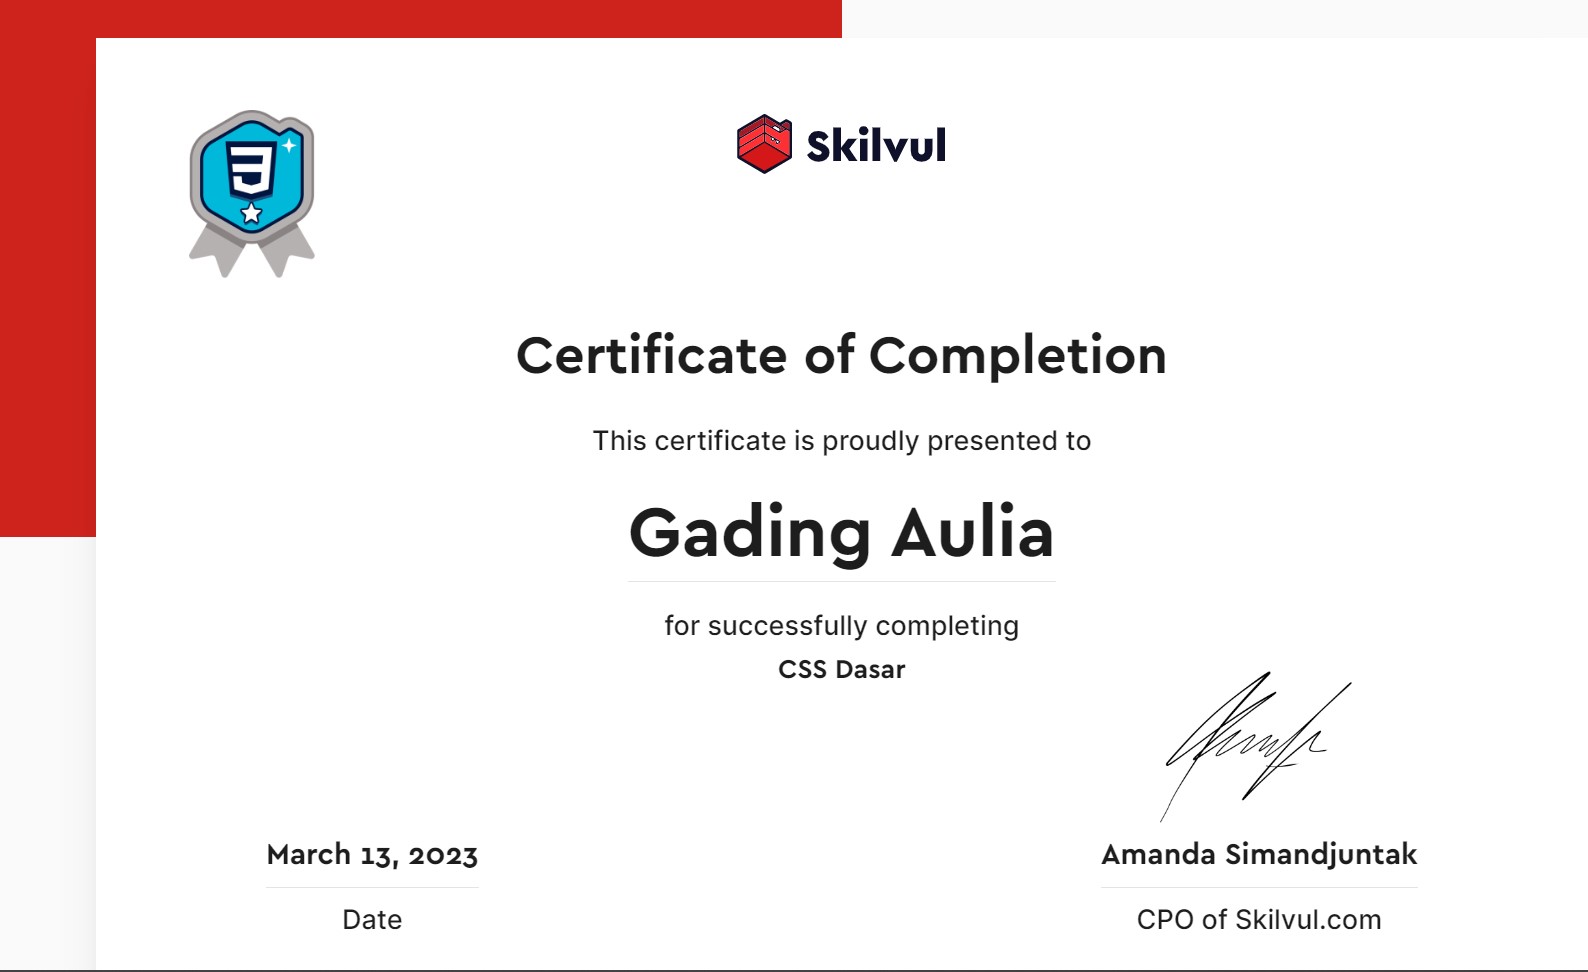 Skilvul
Certificate of Completion
This certificate is proudly presented to
Gading Aulia
for successfully completing
CSS Dasar
March 13, 2023
Date
Amanda Simandjuntak
CPO of Skilvul.com